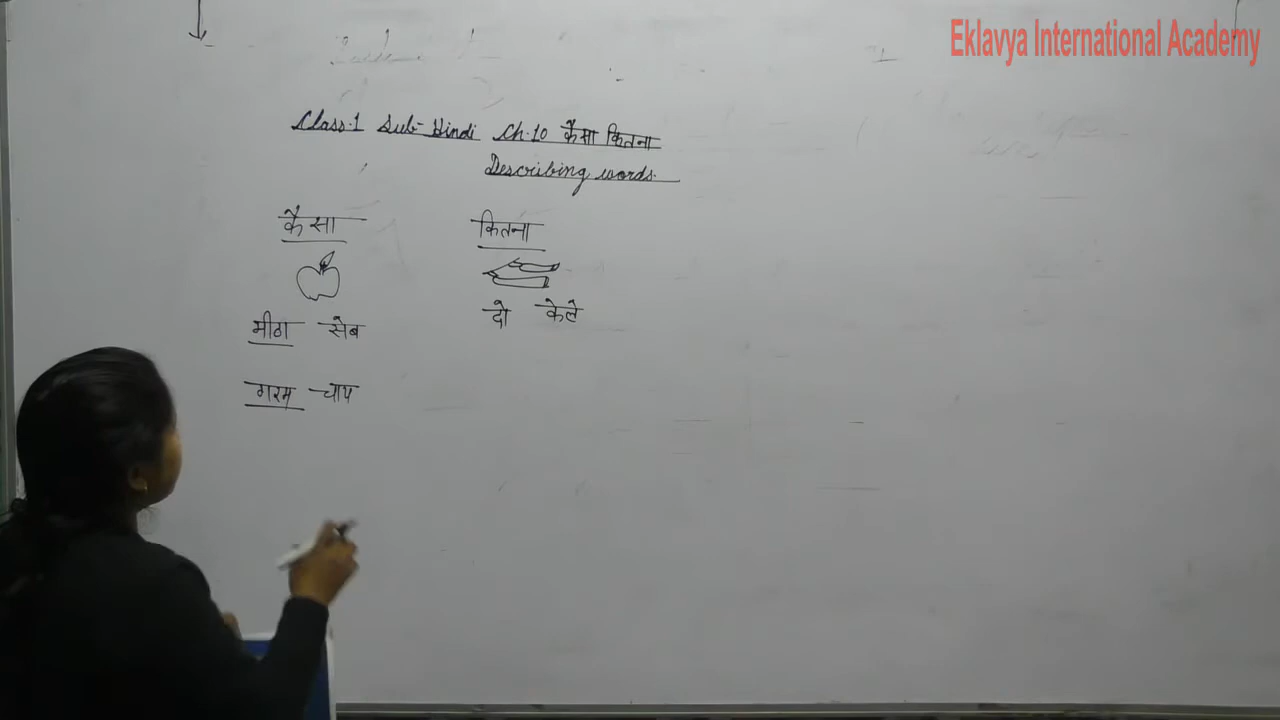 Eklavya International Academy
Class-1 Sub- Hindi Ch.10 कैसा कितना
Describing words.
कैसा कितना
मीठा सेब दो केले
गरम चाय